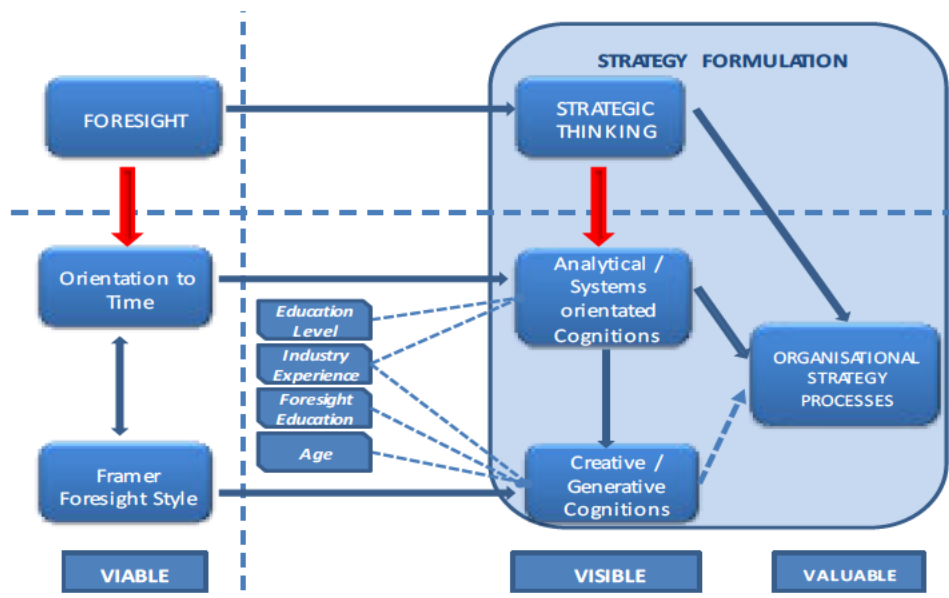 STRATEGY FORMULATION
FORESIGHT
STRATEGIC
THINKING
Orientation to
Time
Analytical /
Systems
orientated
Cognitions
Education
Level
Industry
Experience
Foresight
Education
Age
ORGANISATIONAL
STRATEGY
PROCESSES
Framer
Foresight Style
Creative /
Generative
Cognitions
VIABLE
VISIBLE
VALUABLE